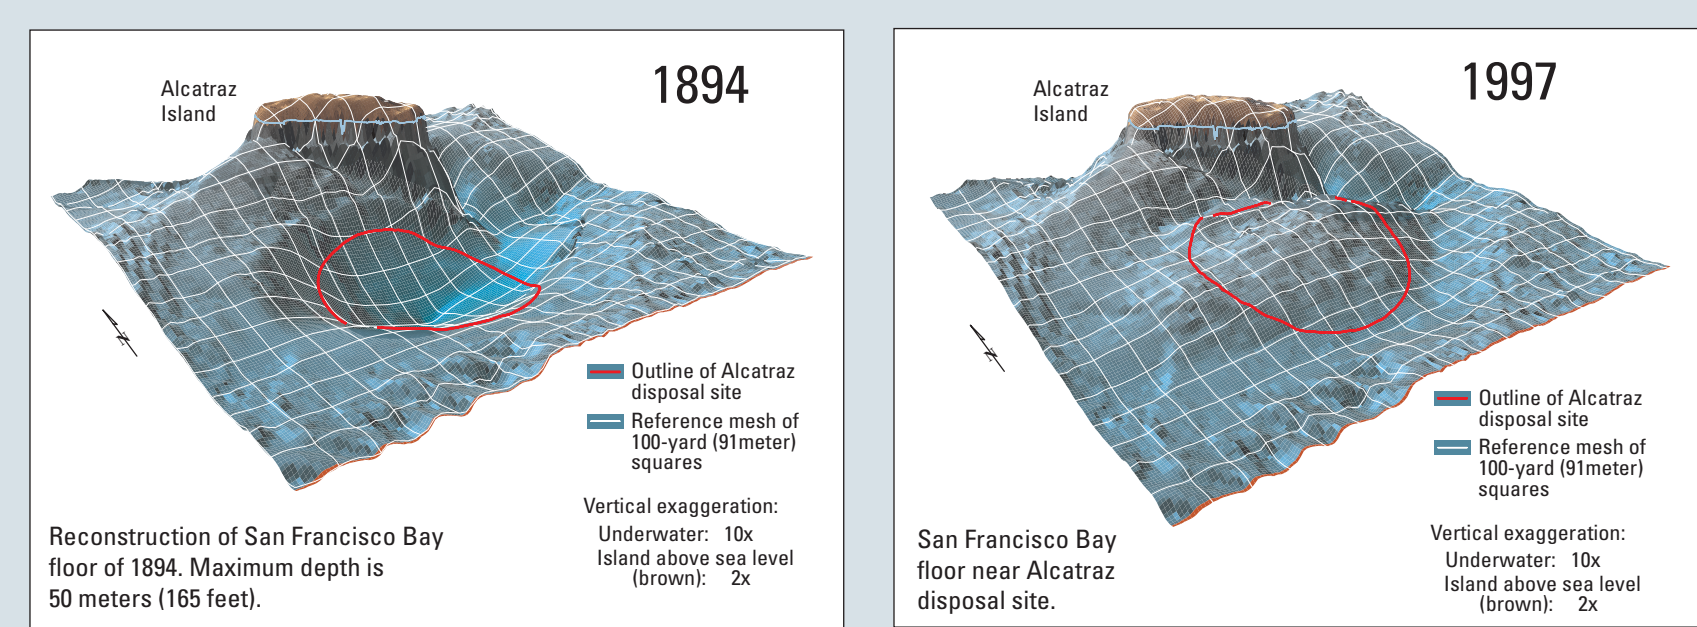 1894
Alcatraz
Island
N
Outline of Alcatraz
disposal site
Reference mesh of
100-yard (91meter)
squares
Vertical exaggeration:
Underwater: 10x
Island above sea level
(brown): 2x
Reconstruction of San Francisco Bay
floor of 1894. Maximum depth is
50 meters (165 feet).
1997
Alcatraz
Island
N
Outline of Alcatraz
disposal site
Reference mesh of
100-yard (91meter)
squares
Vertical exaggeration:
Underwater: 10x
Island above sea level
(brown): 2x
San Francisco Bay
floor near Alcatraz
disposal site.